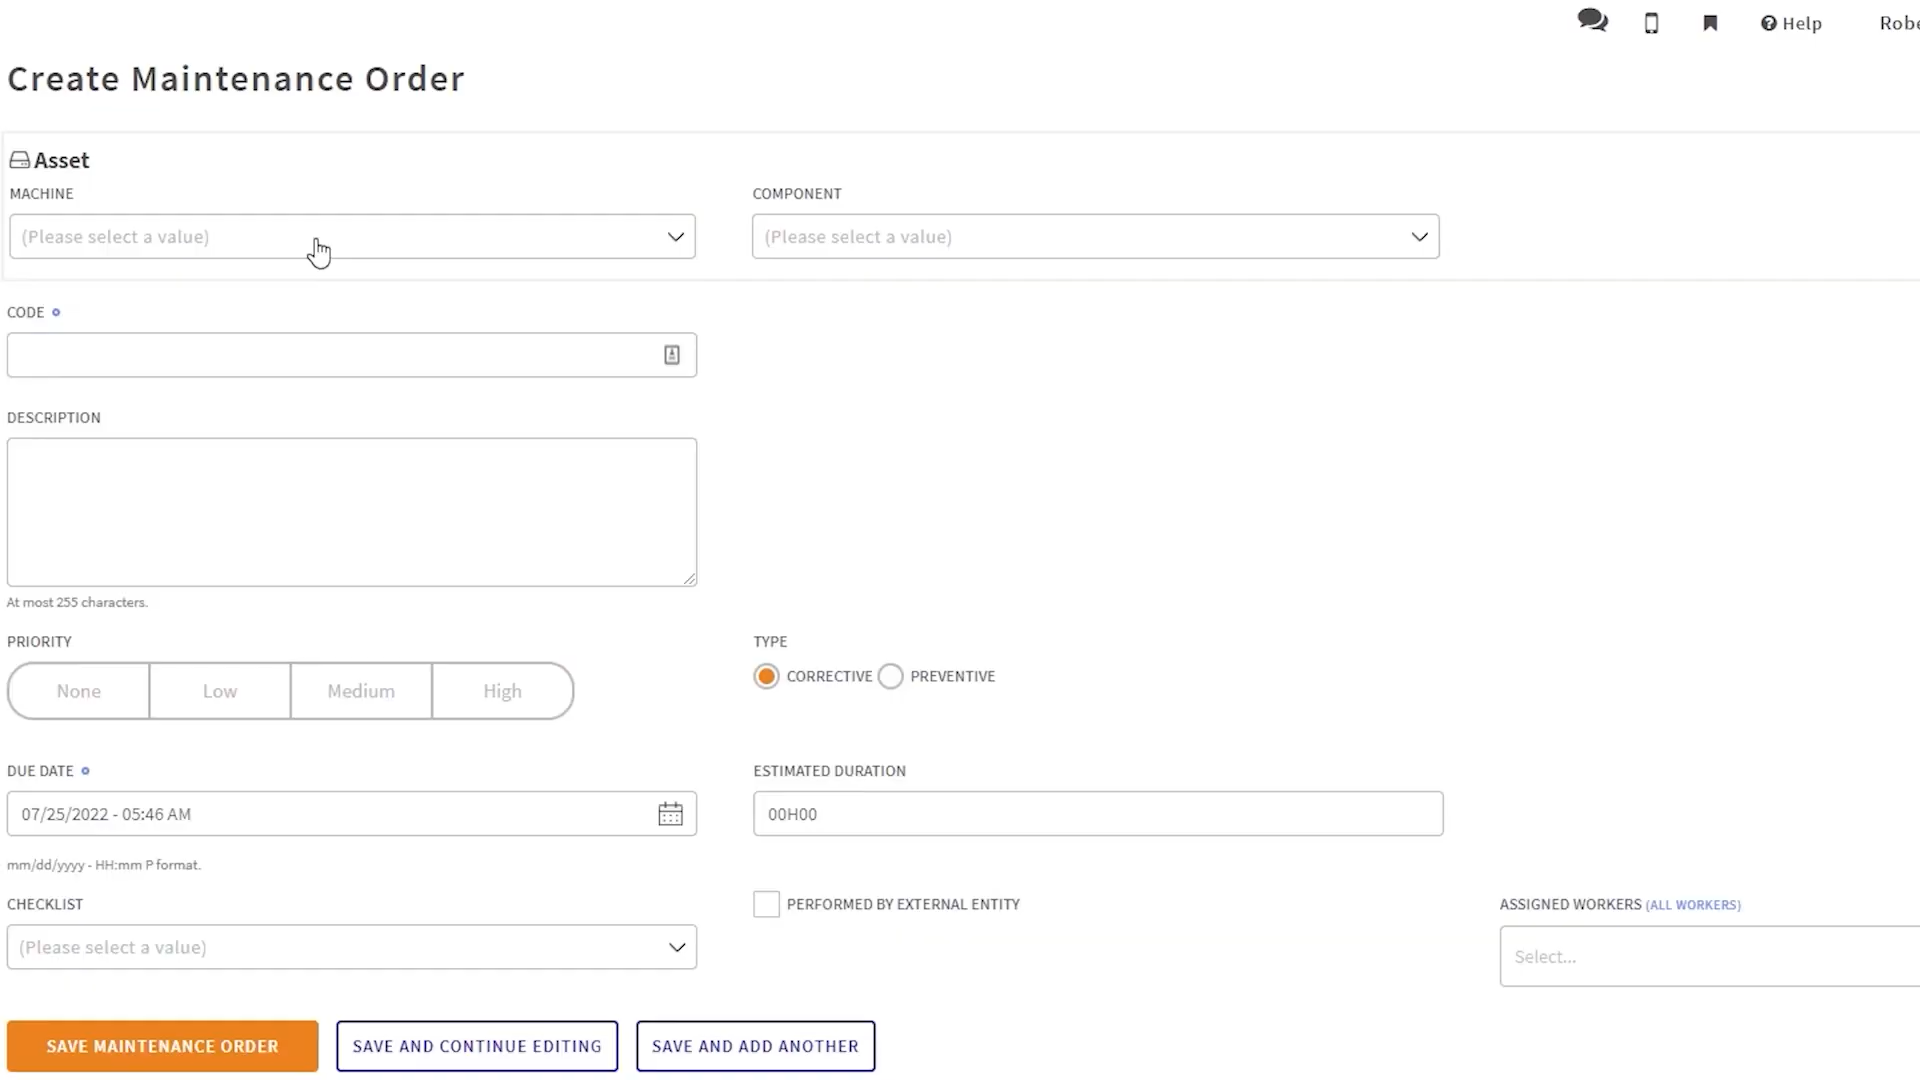 Help
Create Maintenance Order
Asset
MACHINE
COMPONENT
(Please select a value)
(Please select a value)
CODE
DESCRIPTION
At most 255 characters.
PRIORITY
TYPE
None
Low
Medium
High
CORRECTIVE
PREVENTIVE
DUE DATE
ESTIMATED DURATION
07/25/2022 - 05:46 AM
00H00
mm/dd/yyyy - HH:mm P format.
CHECKLIST
PERFORMED BY EXTERNAL ENTITY
ASSIGNED WORKERS (ALL WORKERS)
(Please select a value)
Select...
SAVE MAINTENANCE ORDER
SAVE AND CONTINUE EDITING
SAVE AND ADD ANOTHER